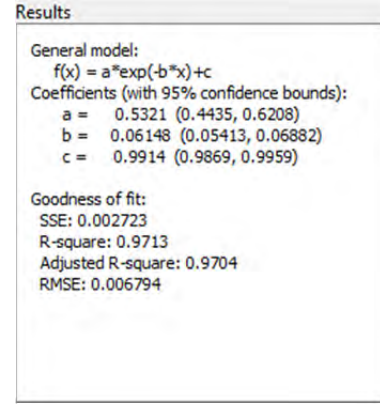 Results
General model:
f(x) = a*exp(-b*x)+c
Coefficients (with 95% confidence bounds):
a = 0.5321 (0.4435, 0.6208)
b = 0.06148 (0.05413, 0.06882)
c = 0.9914 (0.9869, 0.9959)
Goodness of fit:
SSE: 0.002723
R-square: 0.9713
Adjusted R-square: 0.9704
RMSE: 0.006794